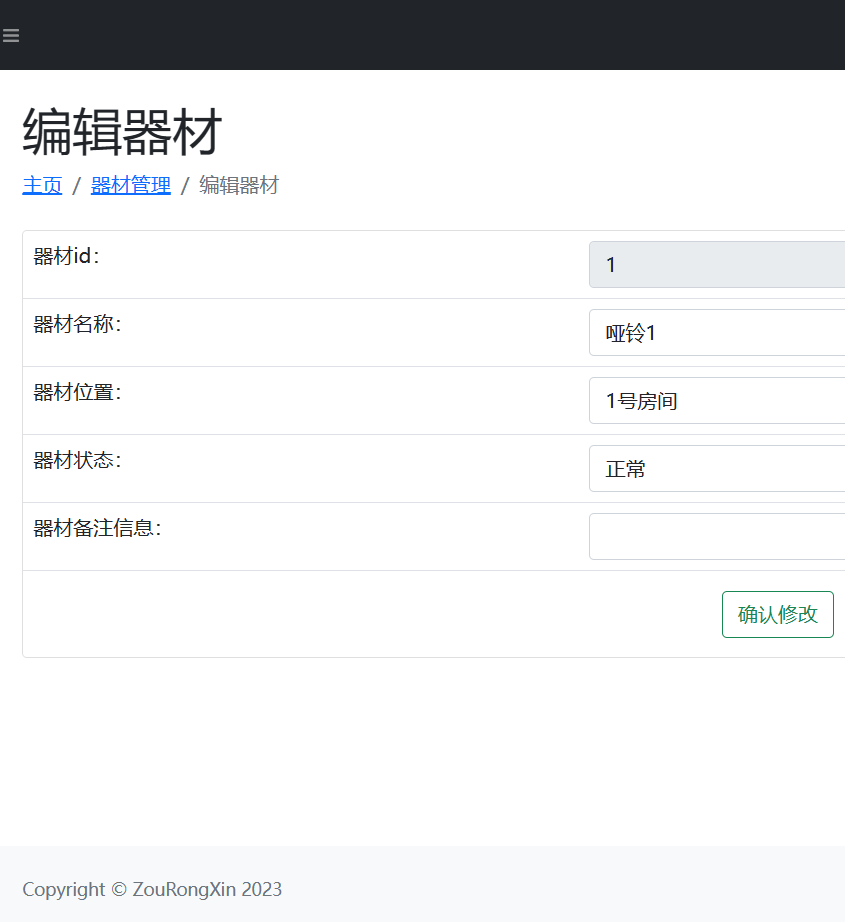 编辑器材
主页 / 器材管理 / 编辑器材
器材id： 1
器材名称： 哑铃1
器材位置： 1号房间
器材状态： 正常
器材备注信息：
确认修改
Copyright © ZouRongXin 2023